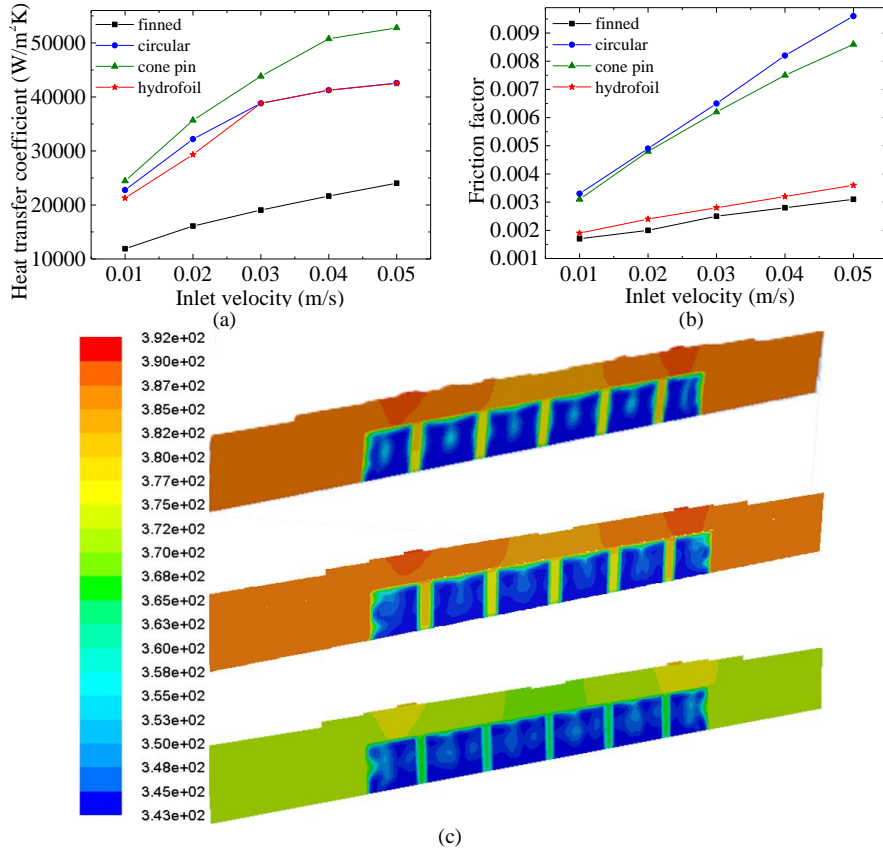 Heat transfer coefficient (W/m²K)
50000
40000
30000
20000
10000
finned
circular
cone pin
hydrofoil
0.01 0.02 0.03 0.04 0.05
Inlet velocity (m/s)
(a)
Friction factor
0.009
0.008
0.007
0.006
0.005
0.004
0.003
0.002
0.001
finned
circular
cone pin
hydrofoil
0.01 0.02 0.03 0.04 0.05
Inlet velocity (m/s)
(b)
3.92e+02
3.90e+02
3.87e+02
3.85e+02
3.82e+02
3.80e+02
3.77e+02
3.75e+02
3.72e+02
3.70e+02
3.68e+02
3.65e+02
3.63e+02
3.60e+02
3.58e+02
3.55e+02
3.53e+02
3.50e+02
3.48e+02
3.45e+02
3.43e+02
(c)